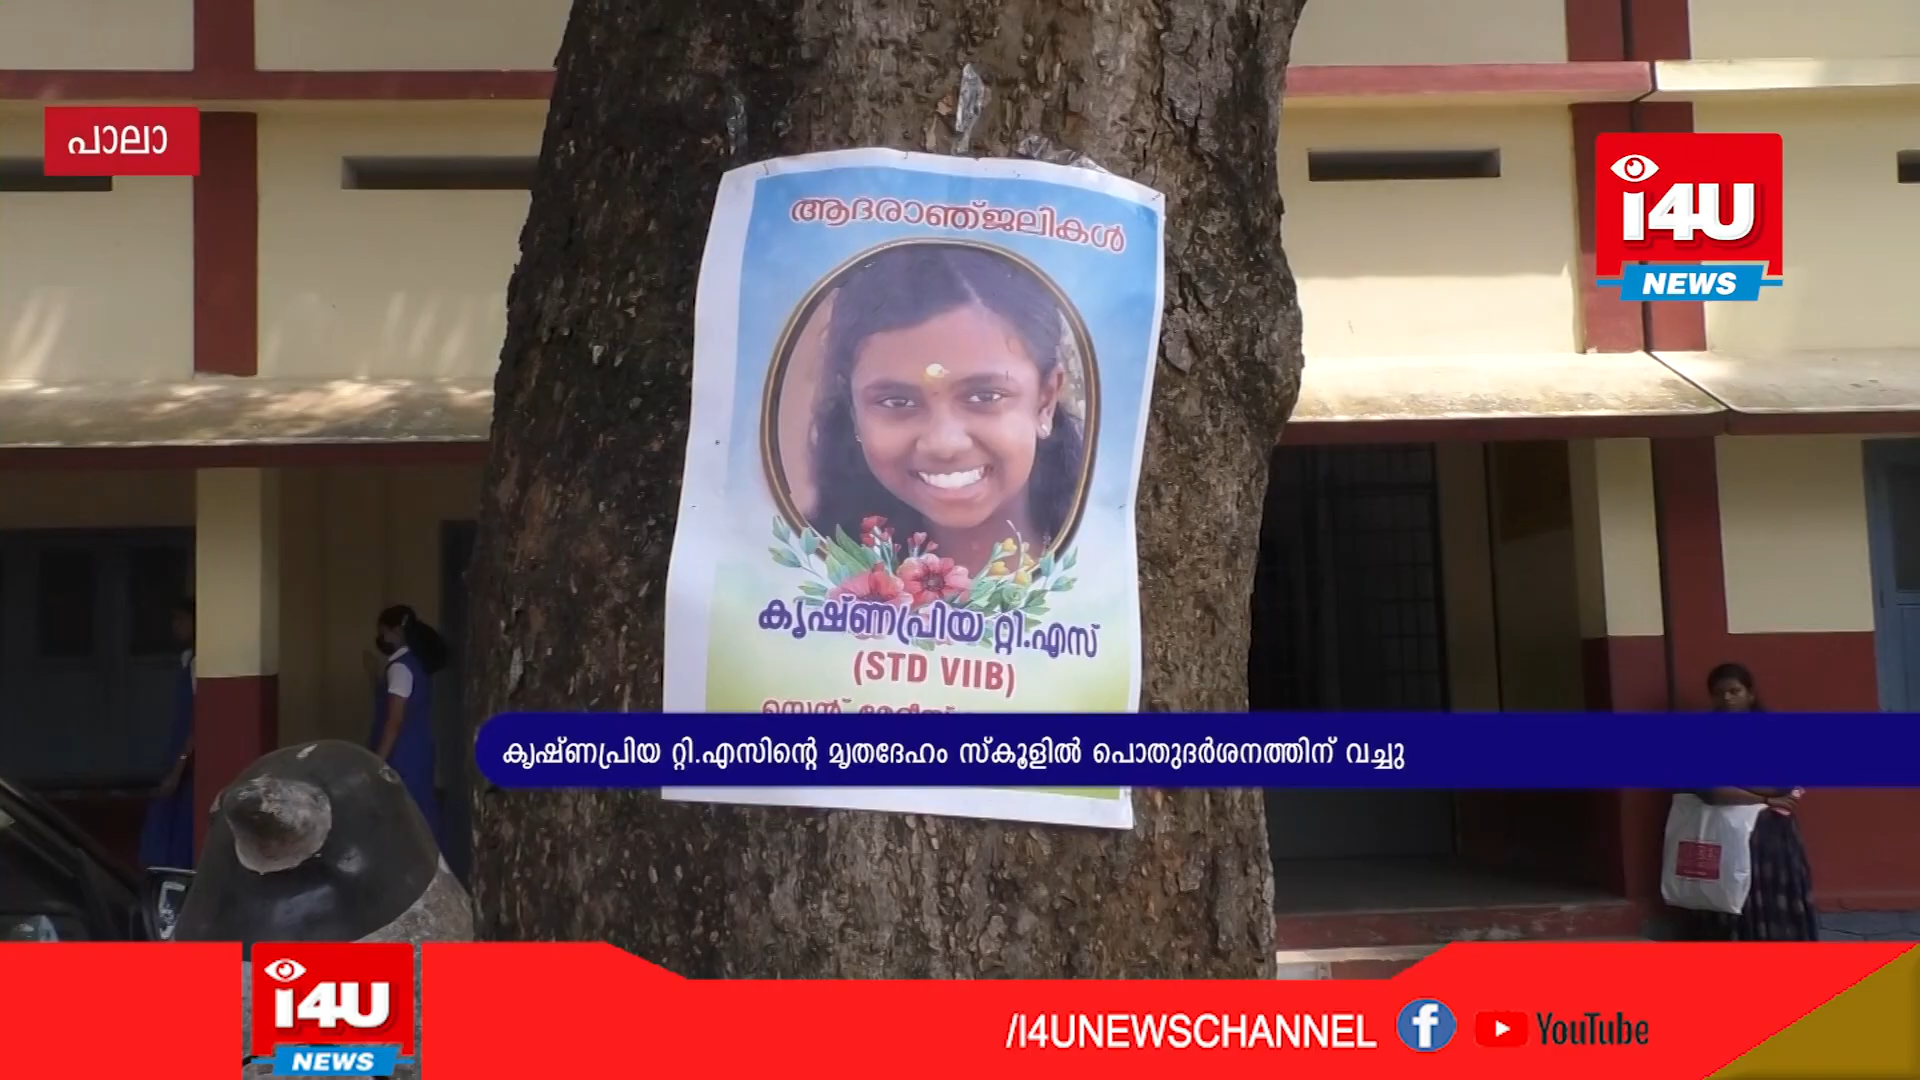 പാലാ
i4U
NEWS
ആദരാഞ്ജലികൾ
കൃഷ്ണപ്രിയ റ്റി.എസ്
(STD VIIB)
കൃഷ്ണപ്രിയ റ്റി.എസിന്റെ മൃതദേഹം സ്കൂളിൽ പൊതുദർശനത്തിന് വച്ചു
i4U
NEWS
/I4UNEWSCHANNEL
YouTube